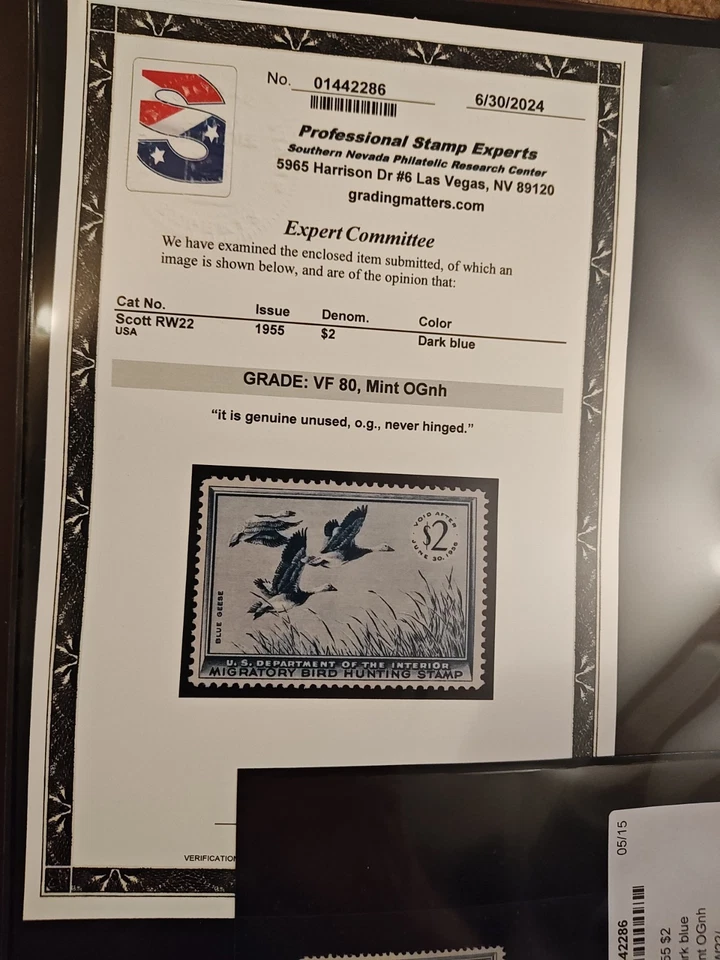 No. 01442286
6/30/2024
Professional Stamp Experts
Southern Nevada Philatelic Research Center
5965 Harrison Dr #6 Las Vegas, NV 89120
gradingmatters.com
Expert Committee
We have examined the enclosed item submitted, of which an
image is shown below, and are of the opinion that:
Cat No. Issue Denom. Color
Scott RW22 1955 $2 Dark blue
USA
GRADE: VF 80, Mint OGnh
“it is genuine unused, o.g., never hinged.”
VOID AFTER
$2
JUNE 30, 1956
BLUE GEESE
U.S. DEPARTMENT OF THE INTERIOR
MIGRATORY BIRD HUNTING STAMP
VERIFICATION
05/15
42286
55 $2
rk blue
nt OGnh